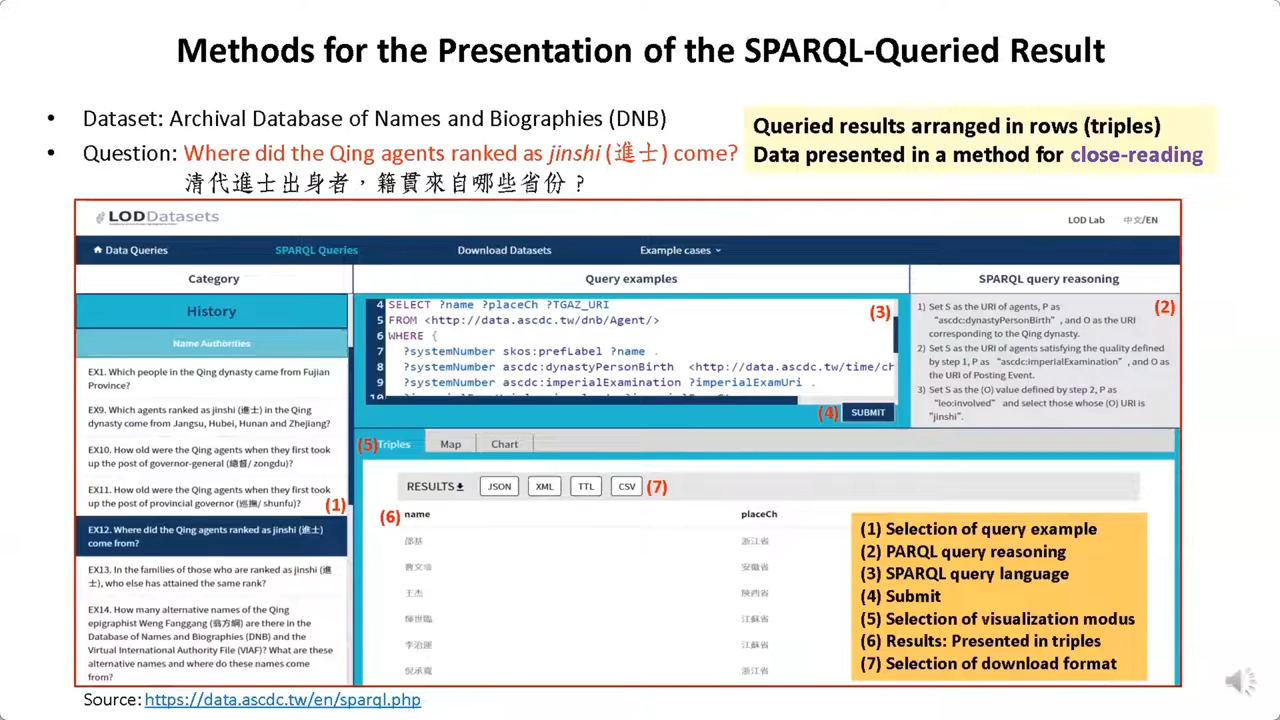 Methods for the Presentation of the SPARQL-Queried Result
• Dataset: Archival Database of Names and Biographies (DNB)
• Question: Where did the Qing agents ranked as jinshi (進士) come?
清代進士出身者，籍貫來自哪些省份？
Queried results arranged in rows (triples)
Data presented in a method for close-reading
LODDatasets
LOD Lab 中文/EN
Data Queries SPARQL Queries Download Datasets Example cases
Category
History
Name Authorities
EX1. Which people in the Qing dynasty came from Fujian
Province?
EX9. Which agents ranked as jinshi (進士) in the Qing
dynasty come from Jangsu, Hubei, Hunan and Zhejiang?
EX10. How old were the Qing agents when they first took
up the post of governor-general (總督/ zongdu)?
EX11. How old were the Qing agents when they first took
up the post of provincial governor (巡撫/ shunfu)?
(1)
EX12. Where did the Qing agents ranked as jinshi (進士)
come from?
EX13. In the families of those who are ranked as jinshi (進
士), who else has attained the same rank?
EX14. How many alternative names of the Qing
epigraphist Weng Fanggang (翁方綱) are there in the
Database of Names and Biographies (DNB) and the
Virtual International Authority File (VIAF)? What are these
alternative names and where do these names come
from?
Query examples
4 SELECT ?name ?placeCh ?TGAZ_URI
5 FROM <http://data.ascdc.tw/dnb/Agent/>
6 WHERE {
7 ?systemNumber skos:prefLabel ?name .
8 ?systemNumber ascdc:dynastyPersonBirth <http://data.ascdc.tw/time/ch
9 ?systemNumber ascdc:imperialExamination ?imperialExamUri .
10
(3)
(4) SUBMIT
SPARQL query reasoning
(2)
1) Set S as the URI of agents, P as
"ascdc:dynastyPersonBirth" , and O as the URI
corresponding to the Qing dynasty.
2) Set S as the URI of agents satisfying the quality defined
by step 1, P as "ascdc:imperialExamination" , and O as
the URI of Posting Event.
3) Set S as the (O) value defined by step 2, P as
"leo:involved" and select those whose (O) URI is
"jinshi".
(5) Triples Map Chart
RESULTS JSON XML TTL CSV (7)
(6) name placeCh
邵基 浙江省
安徽省
王杰 陝西省
江蘇省
李治運 江蘇省
倪承寬 浙江省
(1) Selection of query example
(2) PARQL query reasoning
(3) SPARQL query language
(4) Submit
(5) Selection of visualization modus
(6) Results: Presented in triples
(7) Selection of download format
Source: https://data.ascdc.tw/en/sparql.php